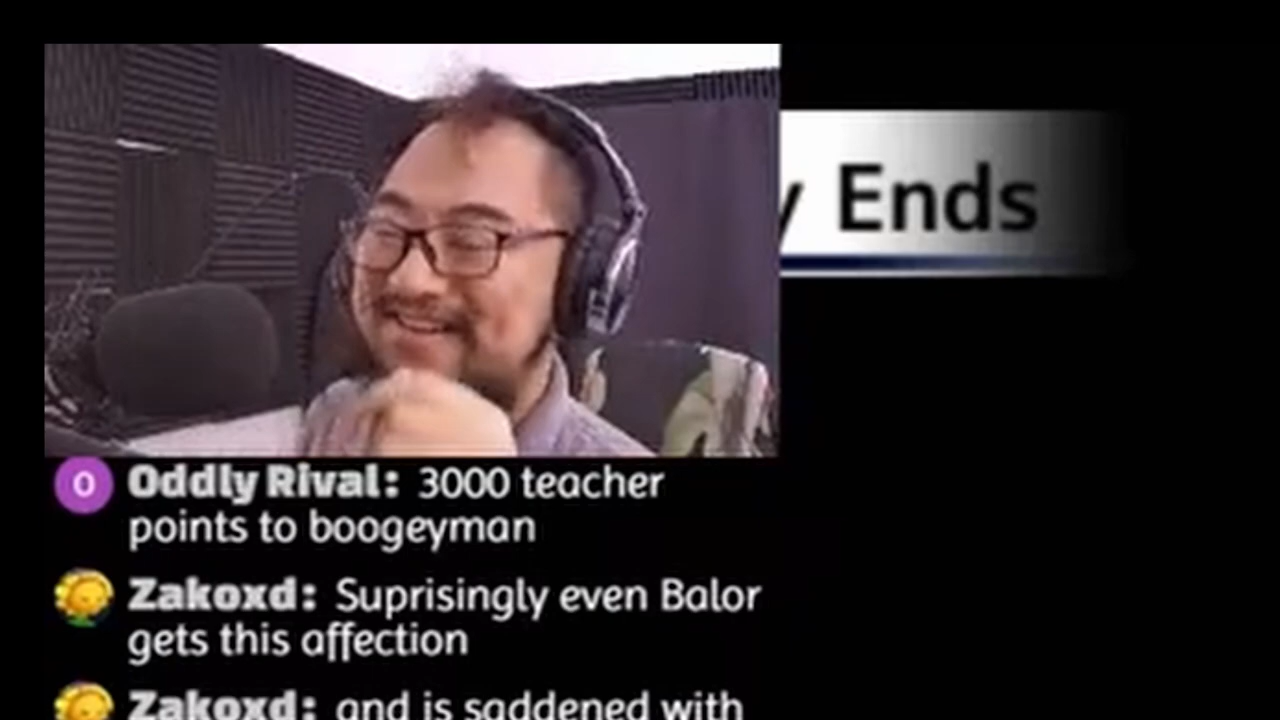 y Ends
O Oddly Rival: 3000 teacher
points to boogeyman
Zakoxd: Suprisingly even Balor
gets this affection
Zakoxd: and is saddened with